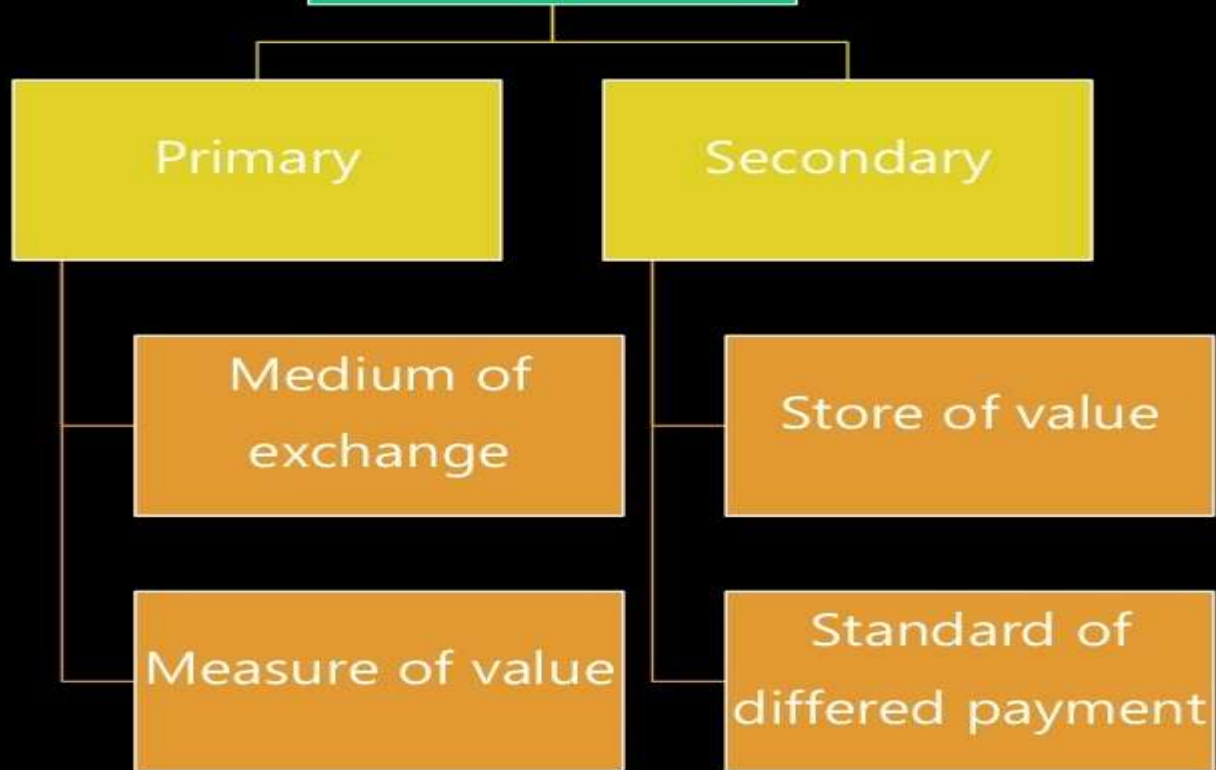 Primary
Secondary
Medium of
exchange
Store of value
Measure of value
Standard of
differed payment